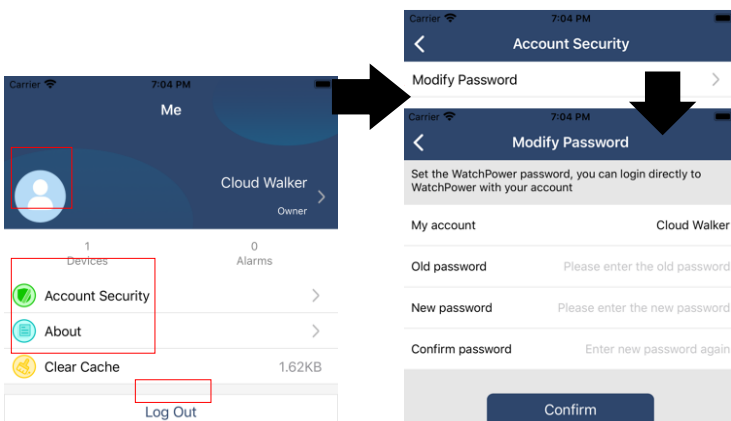 Carrier 7:04 PM
Me
Cloud Walker
Owner
1 0
Devices Alarms
Account Security
About
Clear Cache 1.62KB
Log Out
Carrier 7:04 PM
Account Security
Modify Password
Carrier 7:04 PM
Modify Password
Set the WatchPower password, you can login directly to
WatchPower with your account
My account Cloud Walker
Old password Please enter the old password
New password Please enter the new password
Confirm password Enter new password again
Confirm